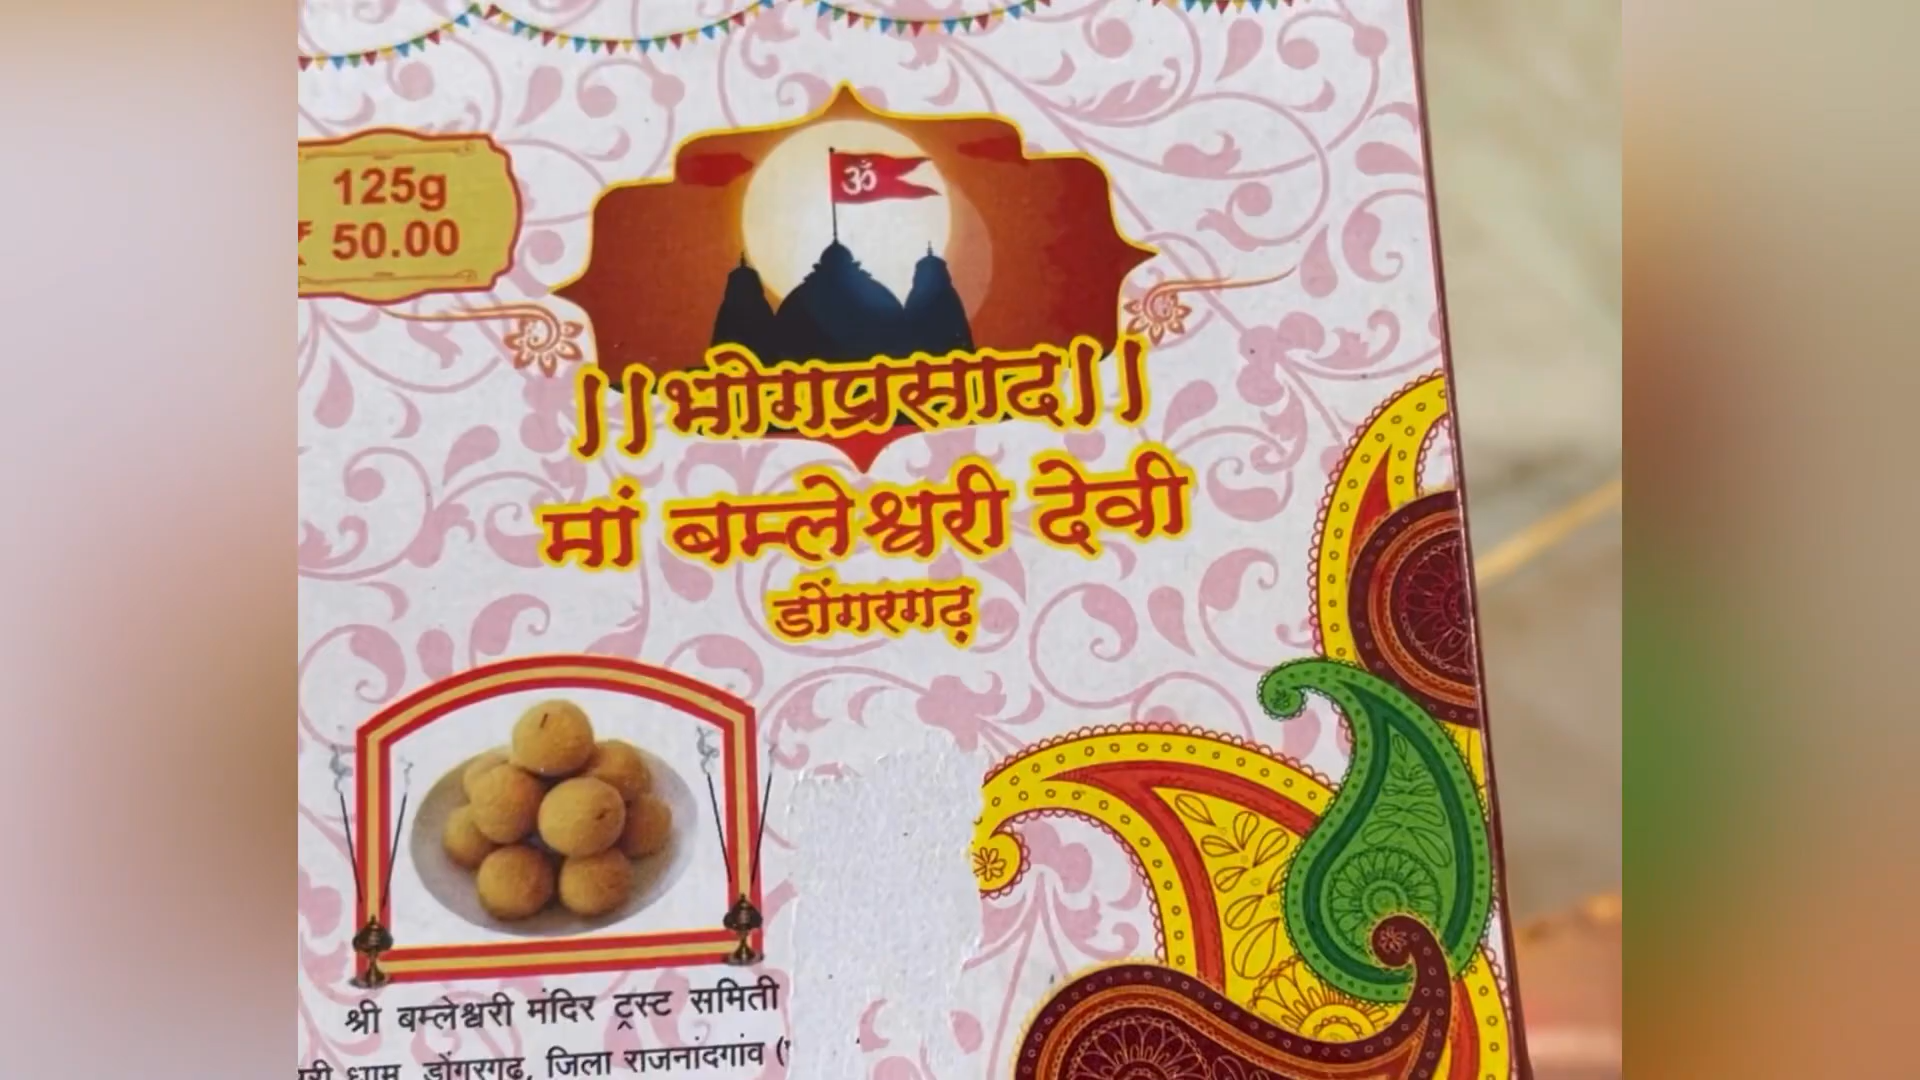 125g
₹ 50.00
ॐ
।।भोगप्रसाद।।
मां बम्लेश्वरी देवी
डोंगरगढ़
श्री बम्लेश्वरी मंदिर ट्रस्ट समिती
डोंगरगढ़, जिला राजनांदगांव (